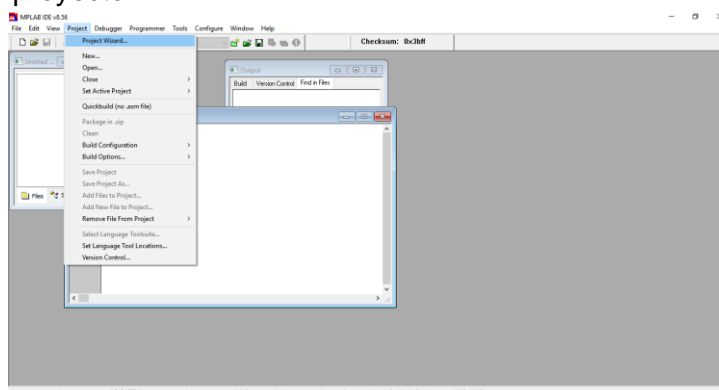 MPLAB IDE v8.56
File Edit View Project Debugger Programmer Tools Configure Window Help
Checksum: 0x3bff
Project Wizard...
New...
Open...
Close
Set Active Project
Quickbuild (no .asm file)
Package in .zip
Clean
Build Configuration
Build Options...
Save Project
Save Project As...
Add Files to Project...
Add New File to Project...
Remove File From Project
Select Language Toolsuite...
Set Language Tool Locations...
Version Control...
Untitled ...
Files
Output
Build Version Control Find in Files